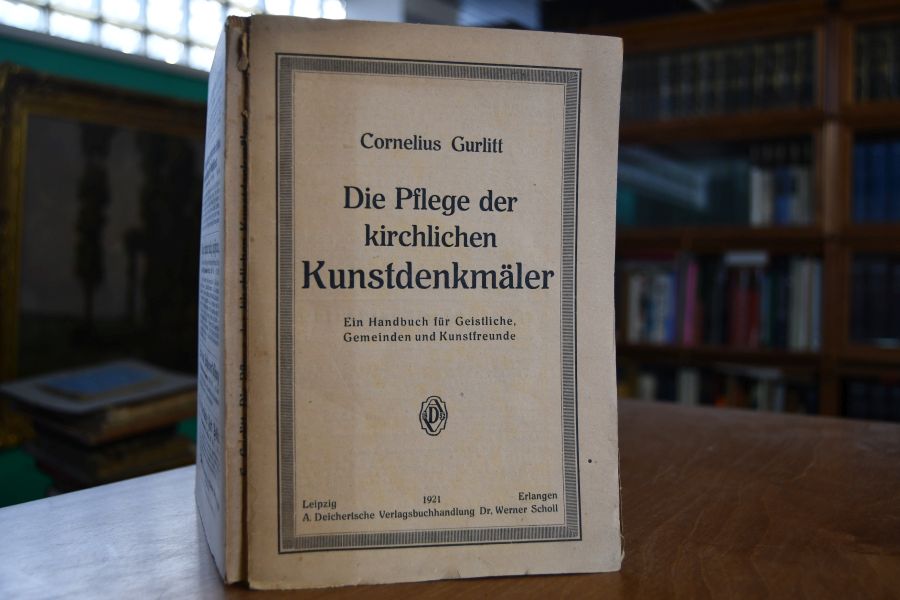 Cornelius Gurlitt
Die Pflege der
kirchlichen
Kunstdenkmäler
Ein Handbuch für Geistliche,
Gemeinden und Kunstfreunde
D
Leipzig 1921 Erlangen
A. Deichertsche Verlagsbuchhandlung Dr. Werner Scholl